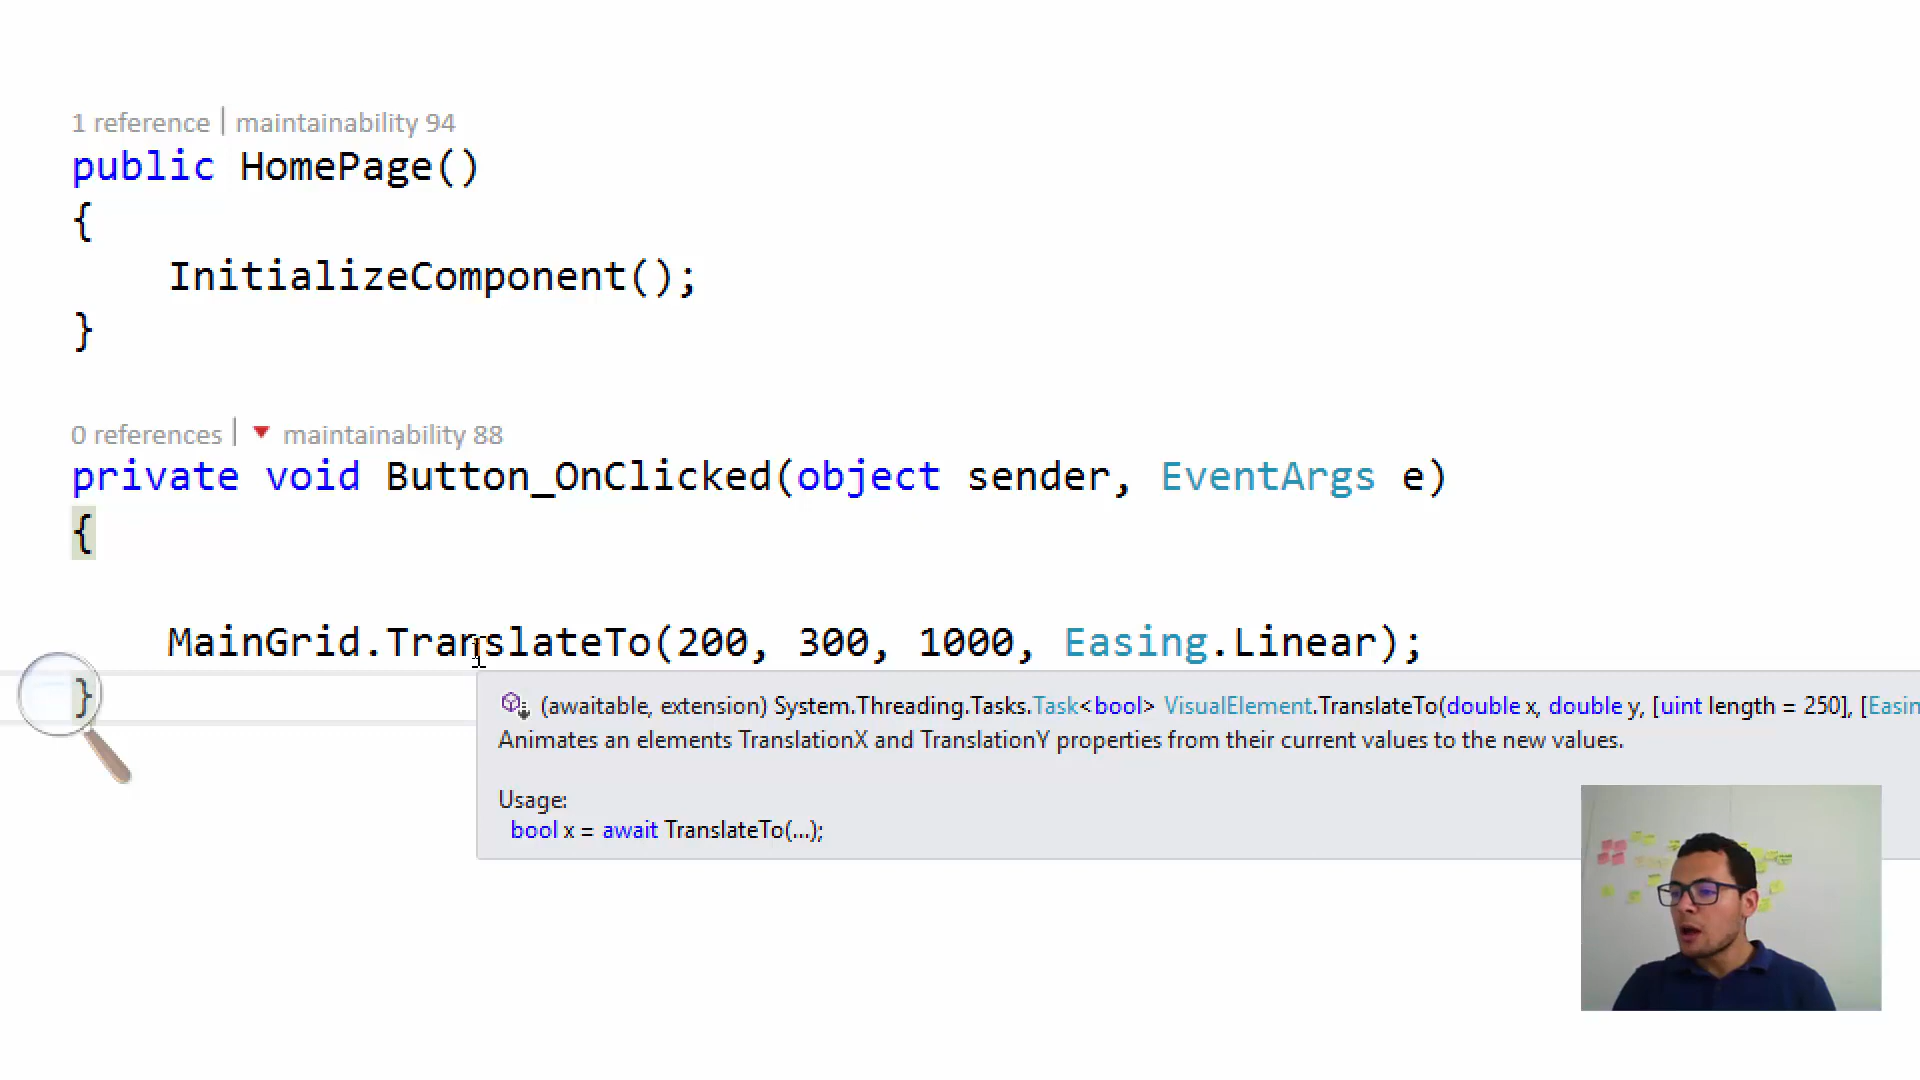 1 reference | maintainability 94
public HomePage()
{
InitializeComponent();
}
0 references | maintainability 88
private void Button_OnClicked(object sender, EventArgs e)
{
MainGrid.TranslateTo(200, 300, 1000, Easing.Linear);
}
(awaitable, extension) System.Threading.Tasks.Task<bool> VisualElement.TranslateTo(double x, double y, [uint length = 250], [Easin
Animates an elements TranslationX and TranslationY properties from their current values to the new values.
Usage:
bool x = await TranslateTo(...);